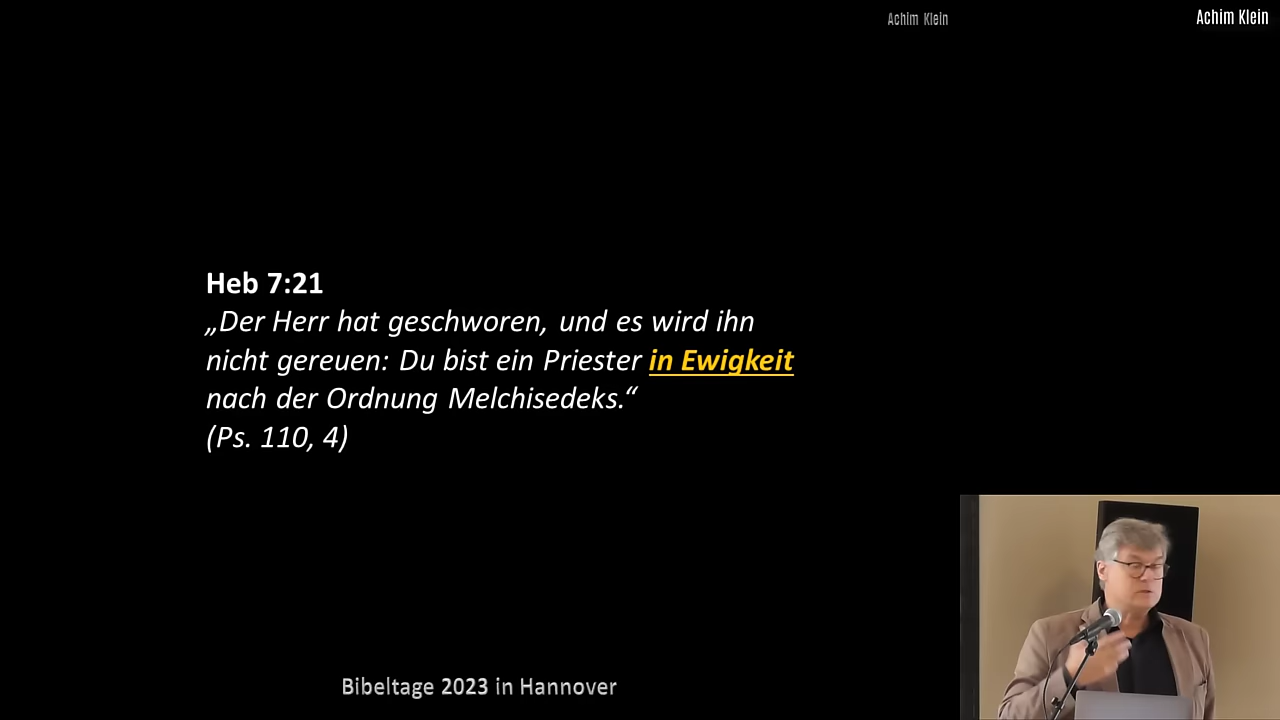 Achim Klein
Achim Klein
Heb 7:21
„Der Herr hat geschworen, und es wird ihn
nicht gereuen: Du bist ein Priester in Ewigkeit
nach der Ordnung Melchisedeks.“
(Ps. 110, 4)
Bibeltage 2023 in Hannover